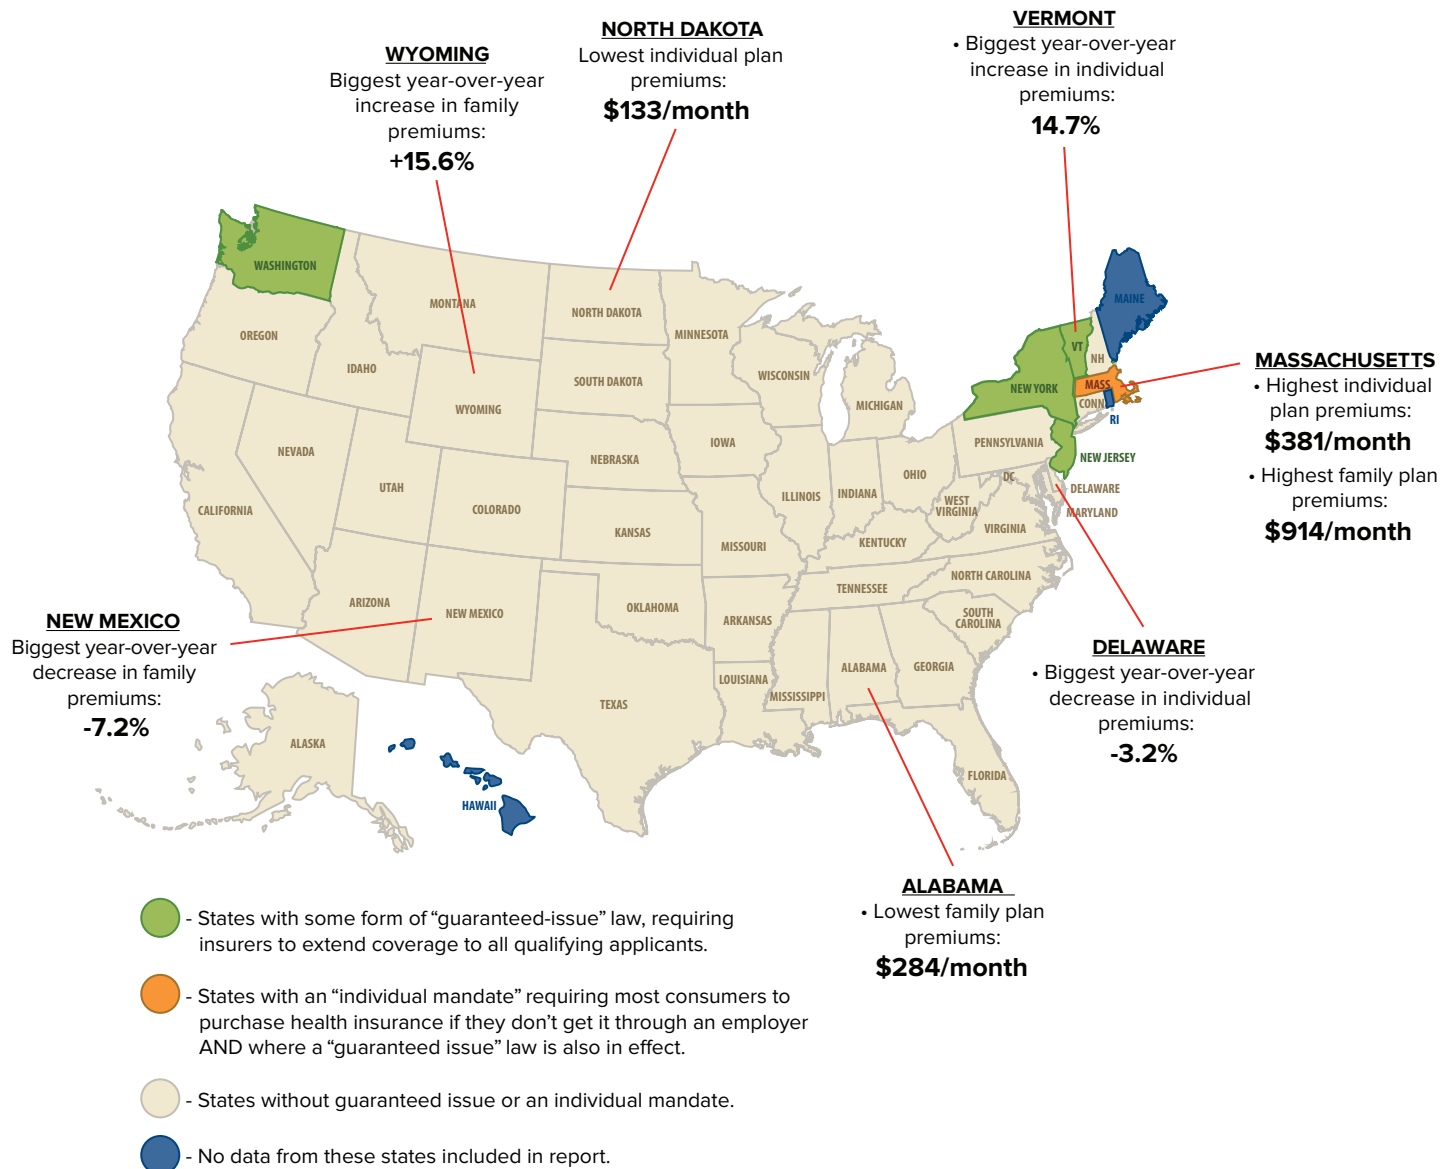 NORTH DAKOTA
Lowest individual plan
premiums:
$133/month
VERMONT
• Biggest year-over-year
increase in individual
premiums:
14.7%
WYOMING
Biggest year-over-year
increase in family
premiums:
+15.6%
WASHINGTON
OREGON
IDAHO
MONTANA
NORTH DAKOTA
MINNESOTA
SOUTH DAKOTA
WISCONSIN
MICHIGAN
WYOMING
NEVADA
UTAH
CALIFORNIA
COLORADO
NEBRASKA
IOWA
KANSAS
MISSOURI
ILLINOIS
INDIANA
OHIO
KENTUCKY
WEST
VIRGINIA
VIRGINIA
PENNSYLVANIA
NEW YORK
VT
NH
MAINE
MASS
CONN
RI
NEW JERSEY
DC
DELAWARE
MARYLAND
NORTH CAROLINA
TENNESSEE
SOUTH
CAROLINA
ARIZONA
NEW MEXICO
OKLAHOMA
ARKANSAS
TEXAS
LOUISIANA
MISSISSIPPI
ALABAMA
GEORGIA
FLORIDA
ALASKA
HAWAII
MASSACHUSETTS
• Highest individual
plan premiums:
$381/month
• Highest family plan
premiums:
$914/month
NEW MEXICO
Biggest year-over-year
decrease in family
premiums:
-7.2%
DELAWARE
• Biggest year-over-year
decrease in individual
premiums:
-3.2%
ALABAMA
• Lowest family plan
premiums:
$284/month
- States with some form of “guaranteed-issue” law, requiring
insurers to extend coverage to all qualifying applicants.
- States with an “individual mandate” requiring most consumers to
purchase health insurance if they don’t get it through an employer
AND where a “guaranteed issue” law is also in effect.
- States without guaranteed issue or an individual mandate.
- No data from these states included in report.